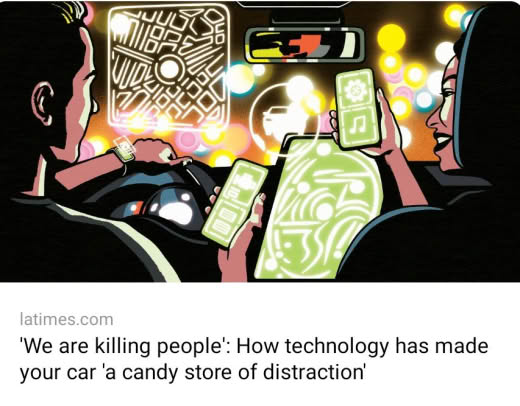 latimes.com
'We are killing people': How technology has made
your car 'a candy store of distraction'